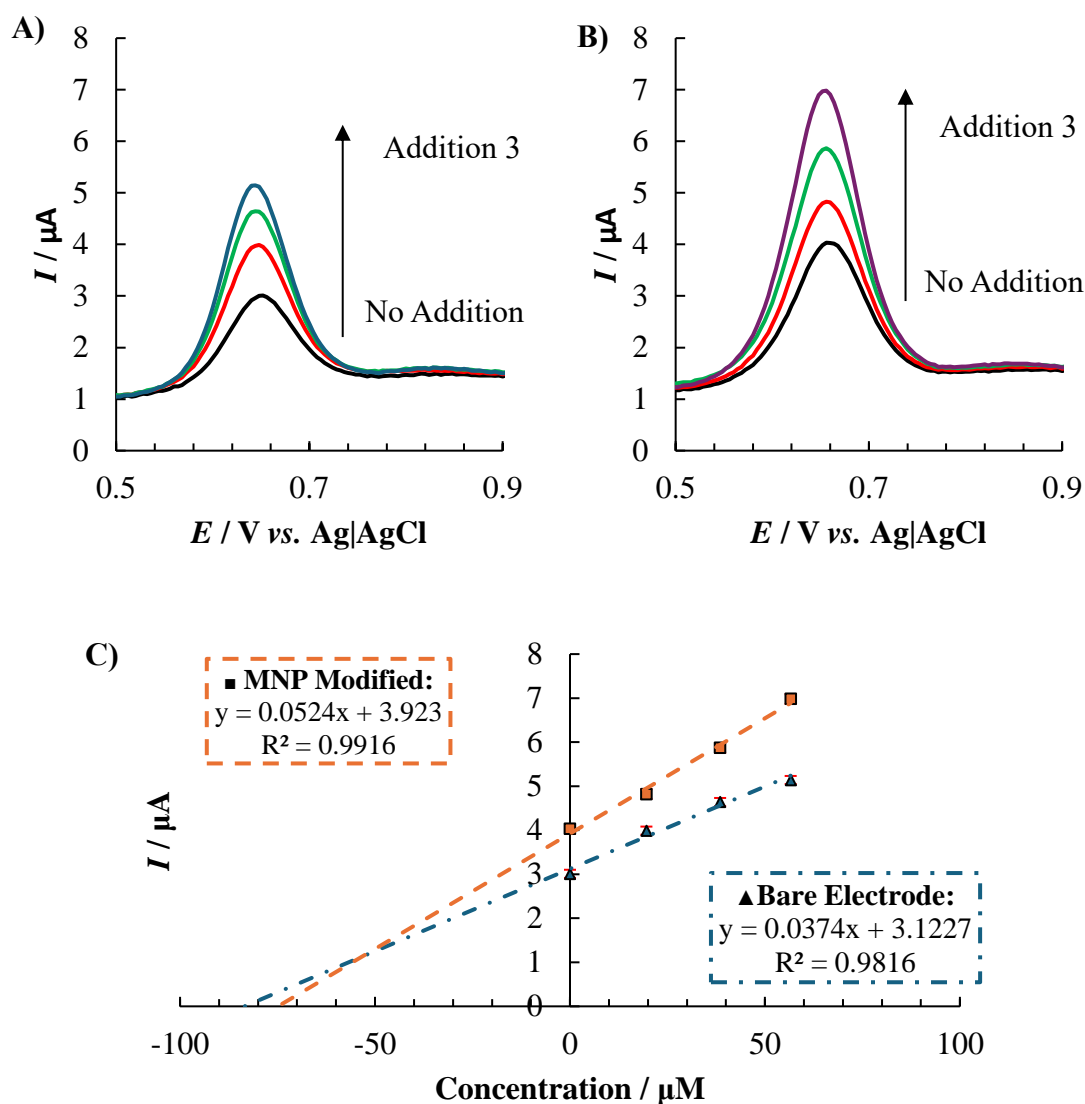 A)
8
7
6
5
4
3
2
1
0
I / µA
Addition 3
No Addition
0.5 0.7 0.9
E / V vs. Ag|AgCl
B)
8
7
6
5
4
3
2
1
0
I / µA
Addition 3
No Addition
0.5 0.7 0.9
E / V vs. Ag|AgCl
C)
■ MNP Modified:
y = 0.0524x + 3.923
R² = 0.9916
8
7
6
5
4
3
2
1
0
I / µA
▲Bare Electrode:
y = 0.0374x + 3.1227
R² = 0.9816
-100 -50 0 50 100
Concentration / µM